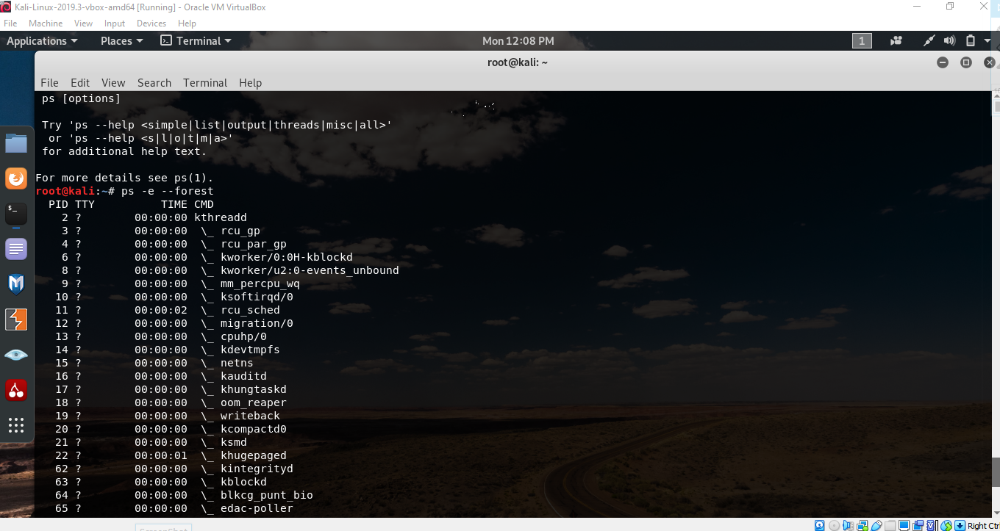 Kali-Linux-2019.3-vbox-amd64 [Running] - Oracle VM VirtualBox
File Machine View Input Devices Help
Applications Places Terminal Mon 12:08 PM 1
root@kali: ~
File Edit View Search Terminal Help
ps [options]
Try 'ps --help <simple|list|output|threads|misc|all>'
or 'ps --help <s|l|o|t|m|a>'
for additional help text.
For more details see ps(1).
root@kali:~# ps -e --forest
PID TTY TIME CMD
2 ? 00:00:00 kthreadd
3 ? 00:00:00 \_ rcu_gp
4 ? 00:00:00 \_ rcu_par_gp
6 ? 00:00:00 \_ kworker/0:0H-kblockd
8 ? 00:00:00 \_ kworker/u2:0-events_unbound
9 ? 00:00:00 \_ mm_percpu_wq
10 ? 00:00:00 \_ ksoftirqd/0
11 ? 00:00:02 \_ rcu_sched
12 ? 00:00:00 \_ migration/0
13 ? 00:00:00 \_ cpuhp/0
14 ? 00:00:00 \_ kdevtmpfs
15 ? 00:00:00 \_ netns
16 ? 00:00:00 \_ kauditd
17 ? 00:00:00 \_ khungtaskd
18 ? 00:00:00 \_ oom_reaper
19 ? 00:00:00 \_ writeback
20 ? 00:00:00 \_ kcompactd0
21 ? 00:00:00 \_ ksmd
22 ? 00:00:01 \_ khugepaged
62 ? 00:00:00 \_ kintegrityd
63 ? 00:00:00 \_ kblockd
64 ? 00:00:00 \_ blkcg_punt_bio
65 ? 00:00:00 \_ edac-poller
Right Ctr